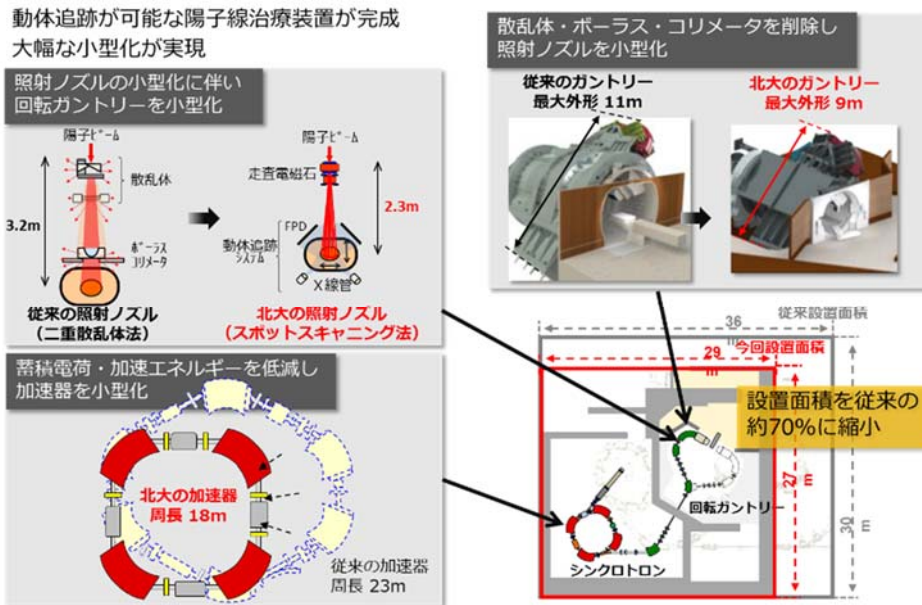 動体追跡が可能な陽子線治療装置が完成
大幅な小型化が実現
照射ノズルの小型化に伴い
回転ガントリーを小型化
陽子ﾋﾞｰﾑ
散乱体
3.2m
ﾎﾞｰﾗｽ
ｺﾘﾒｰﾀ
従来の照射ノズル
(二重散乱体法)
陽子ﾋﾞｰﾑ
走査電磁石
2.3m
FPD
動体追跡
ｼｽﾃﾑ
X線管
北大の照射ノズル
(スポットスキャニング法)
散乱体・ボーラス・コリメータを削除し
照射ノズルを小型化
従来のガントリー
最大外形 11m
北大のガントリー
最大外形 9m
蓄積電荷・加速エネルギーを低減し
加速器を小型化
北大の加速器
周長 18m
従来の加速器
周長 23m
従来設置面積
36
m
今回設置面積
29
m
設置面積を従来の
約70%に縮小
27
m
30
m
回転ガントリー
シンクロトロン